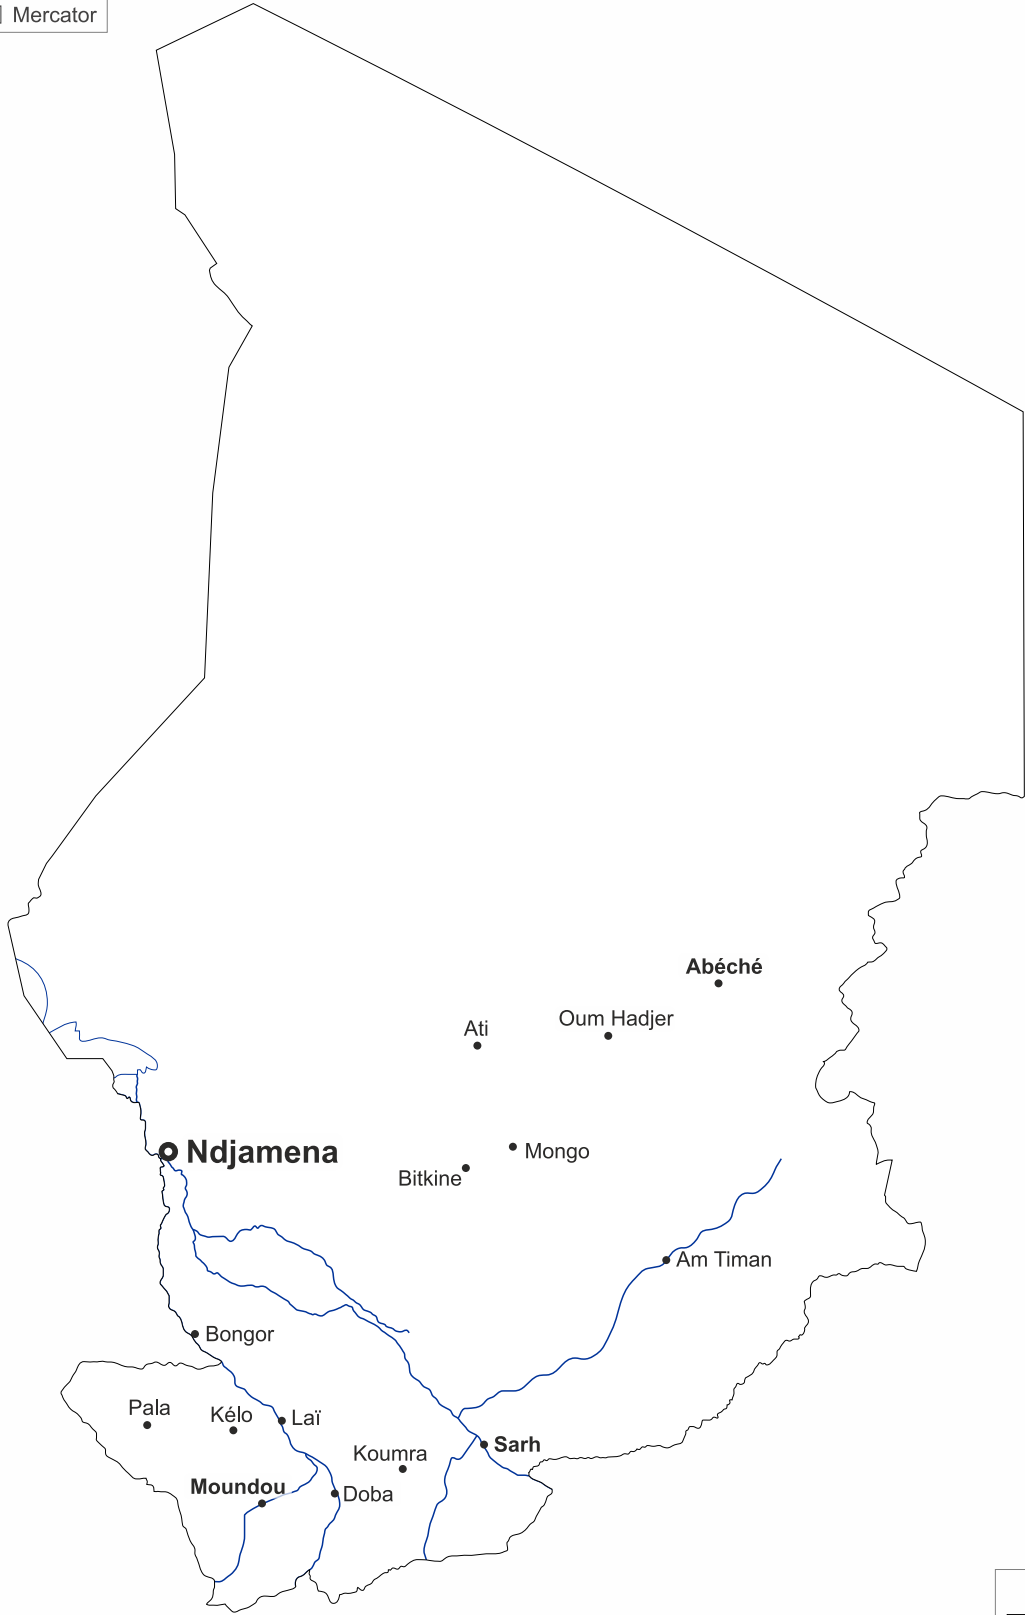 Mercator
Abéché
Oum Hadjer
Ati
Ndjamena
Mongo
Bitkine
Am Timan
Bongor
Pala
Kélo
Laï
Sarh
Koumra
Moundou
Doba